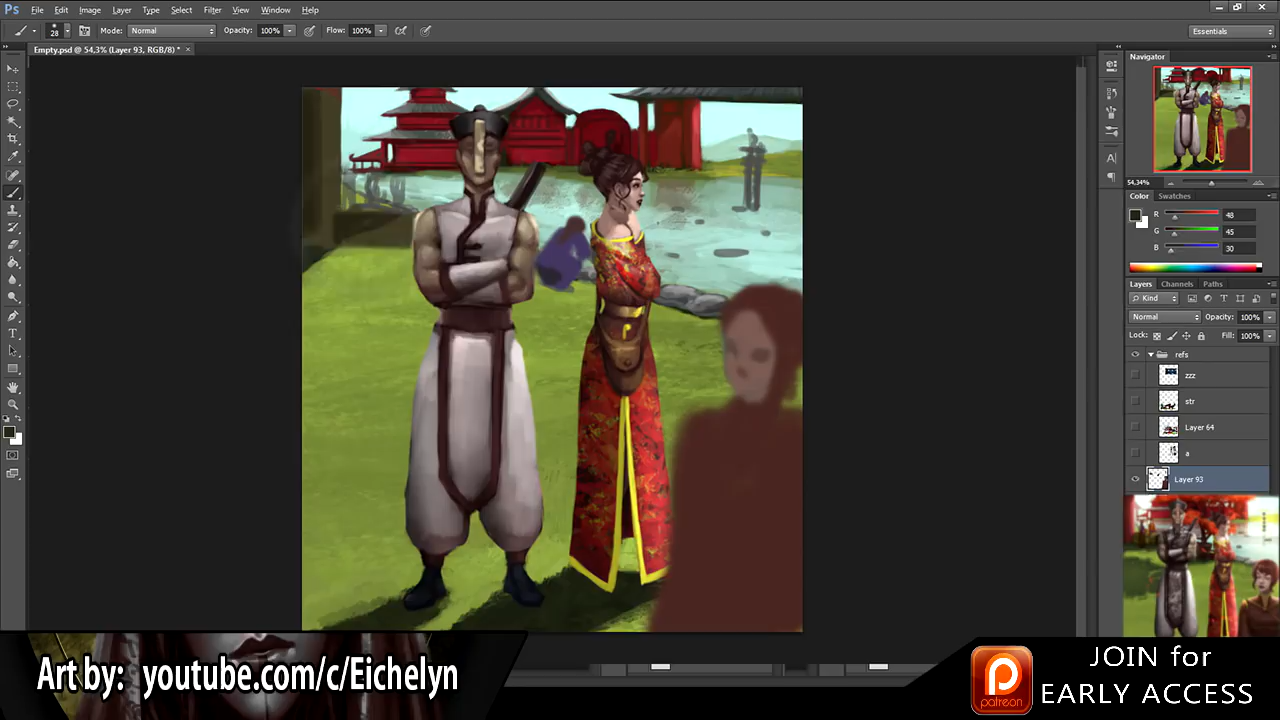 Ps File Edit Image Layer Type Select Filter 3D View Window Help
28 Mode: Normal Opacity: 100% Flow: 100% Essentials
Empty.psd @ 54,3% (Layer 93, RGB/8) * ×
Navigator
54,34%
Color Swatches
R 48
G 45
B 30
Layers Channels Paths
Kind
Normal Opacity: 100%
Lock: Fill: 100%
refs
zzz
str
Layer 64
a
Layer 93
Art by: youtube.com/c/Eichelyn
patreon
JOIN for
EARLY ACCESS